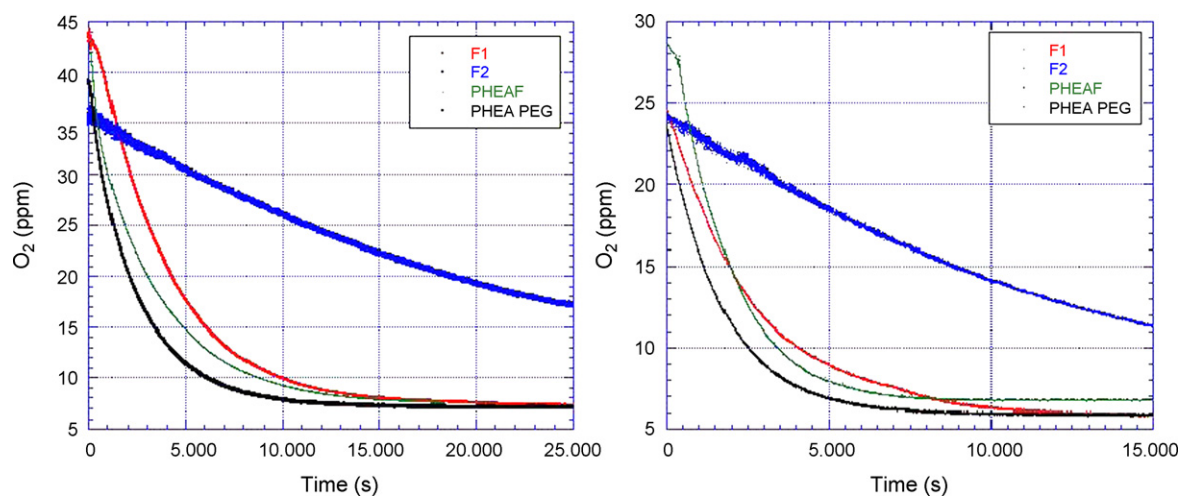 45
40
35
30
25
20
15
10
5
O2 (ppm)
F1
F2
PHEAF
PHEA PEG
0 5.000 10.000 15.000 20.000 25.000
Time (s)
30
25
20
15
10
5
O2 (ppm)
F1
F2
PHEAF
PHEA PEG
0 5.000 10.000 15.000
Time (s)